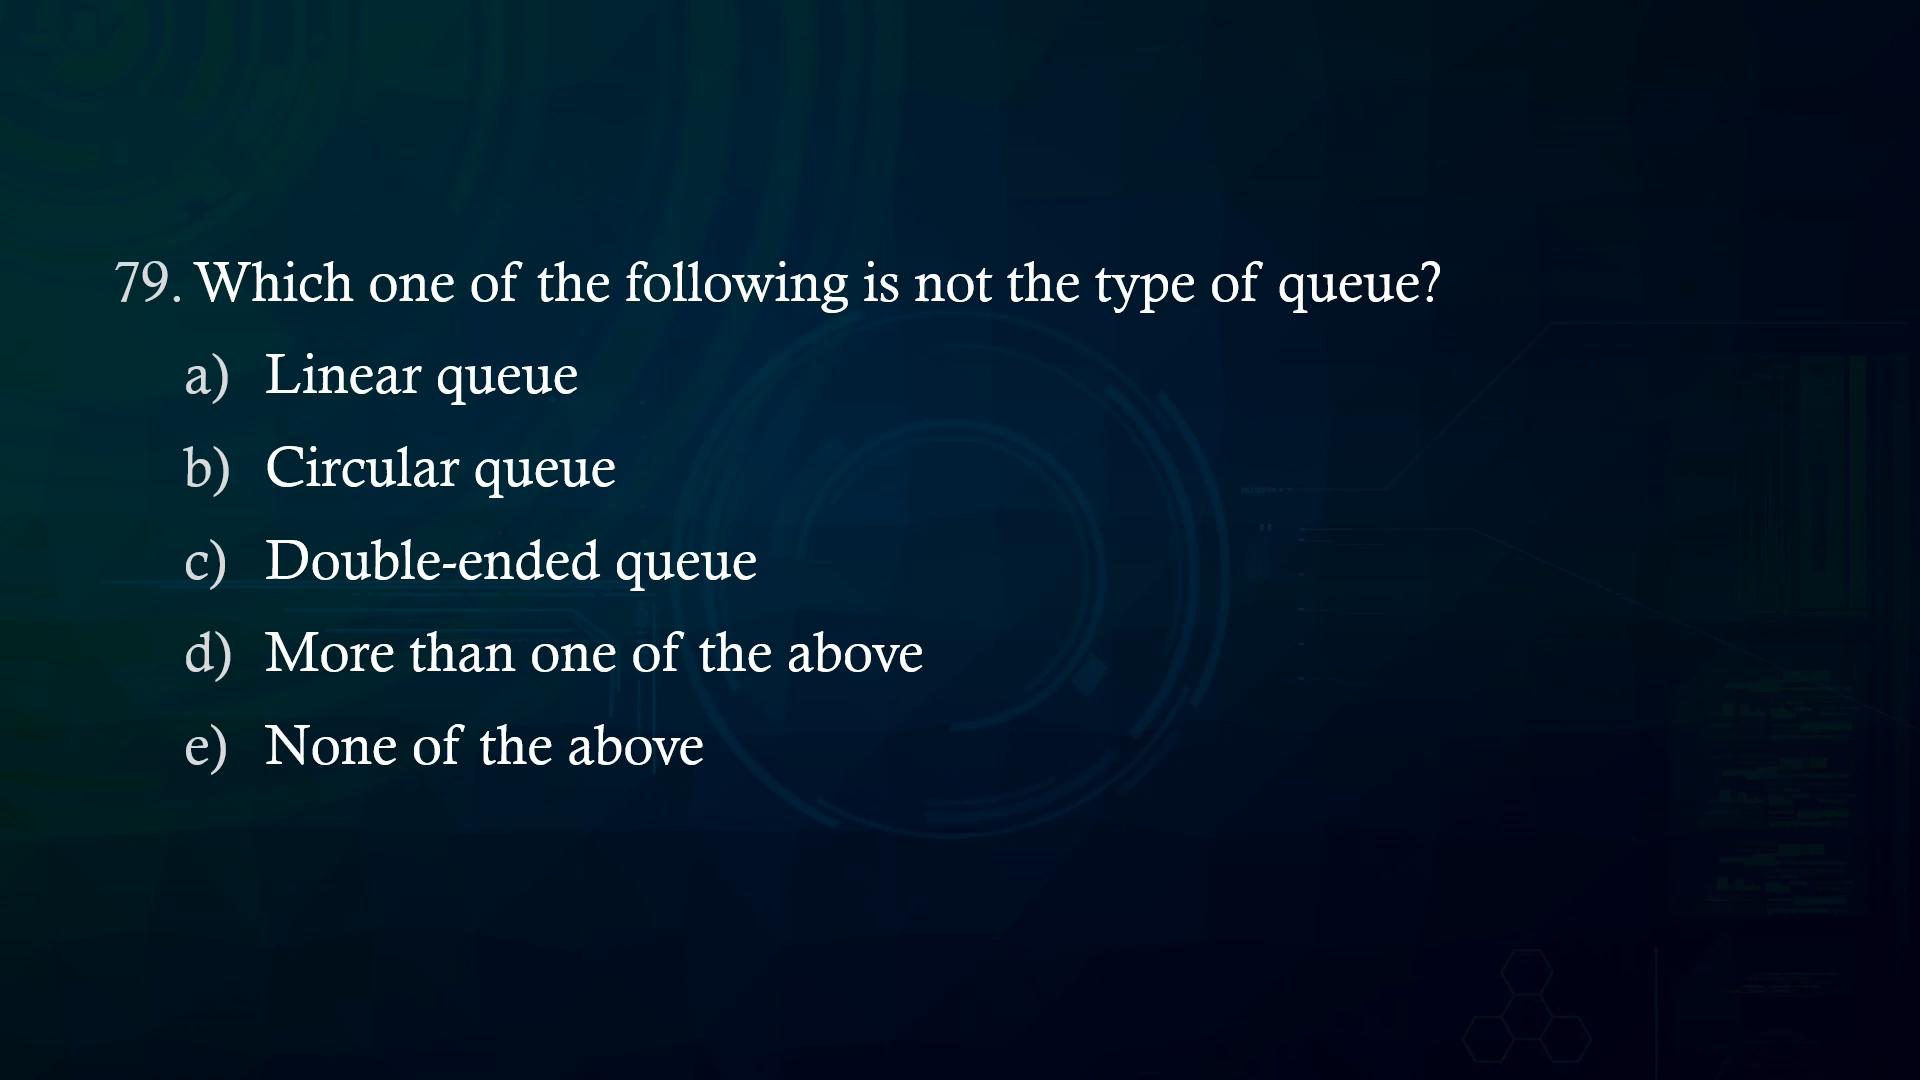 79. Which one of the following is not the type of queue?
a) Linear queue
b) Circular queue
c) Double-ended queue
d) More than one of the above
e) None of the above